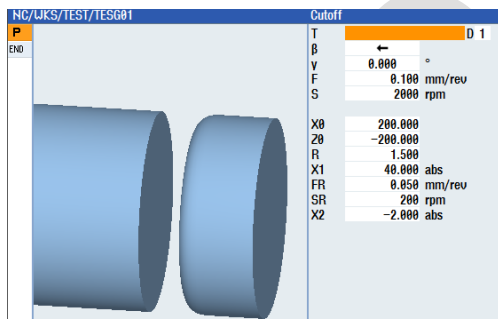 NC/WKS/TEST/TESG01
P
END
Cutoff
T D 1
β ←
γ 0.000 °
F 0.100 mm/rev
S 2000 rpm
X0 200.000
Z0 -200.000
R 1.500
X1 40.000 abs
FR 0.050 mm/rev
SR 200 rpm
X2 -2.000 abs